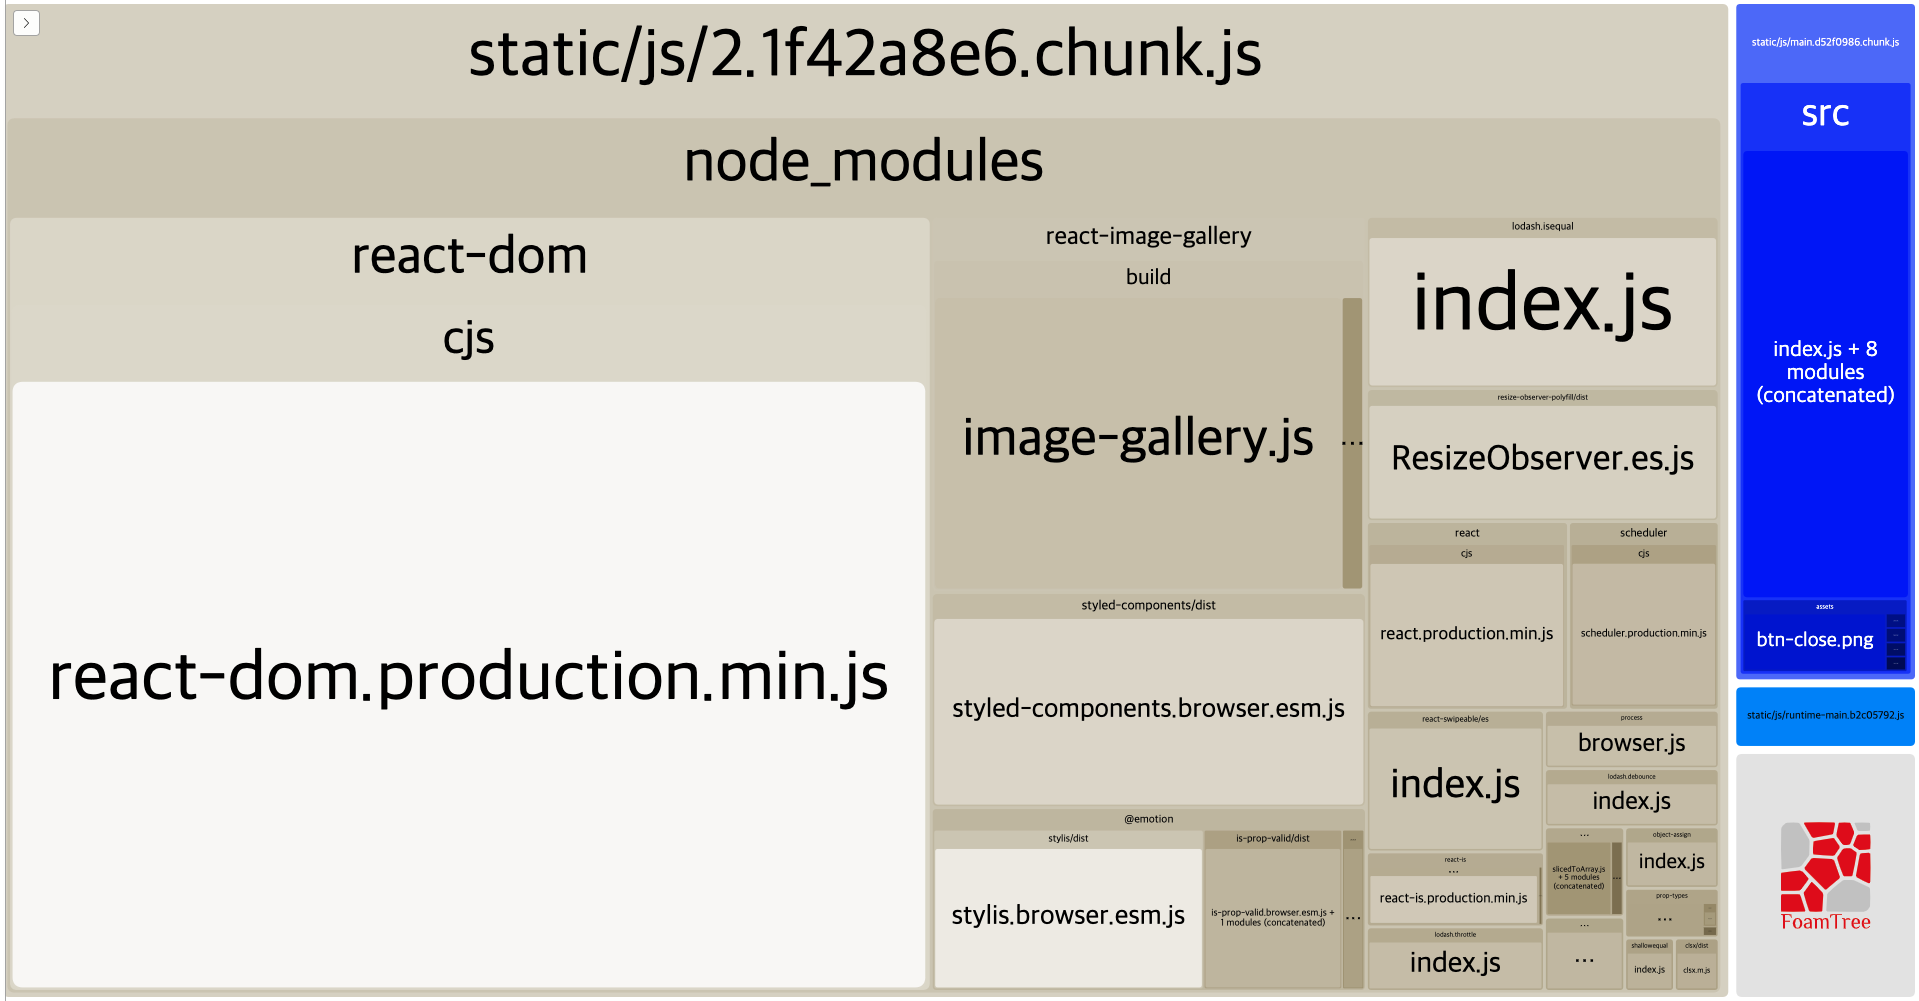 static/js/2.1f42a8e6.chunk.js
node_modules
react-dom
cjs
react-dom.production.min.js
react-image-gallery
build
image-gallery.js
...
styled-components/dist
styled-components.browser.esm.js
@emotion
stylis/dist
stylis.browser.esm.js
is-prop-valid/dist
is-prop-valid.browser.esm.js +
1 modules (concatenated)
...
...
lodash.isequal
index.js
resize-observer-polyfill/dist
ResizeObserver.es.js
react
cjs
react.production.min.js
scheduler
cjs
scheduler.production.min.js
react-swipeable/es
index.js
react-is
...
react-is.production.min.js
lodash.throttle
index.js
process
browser.js
lodash.debounce
index.js
...
slicedToArray.js
+ 5 modules
(concatenated)
...
...
...
object-assign
index.js
prop-types
...
shallowequal
index.js
clsx/dist
clsx.m.js
static/js/main.d52f0986.chunk.js
src
index.js + 8
modules
(concatenated)
assets
btn-close.png
static/js/runtime-main.b2c05792.js
FoamTree